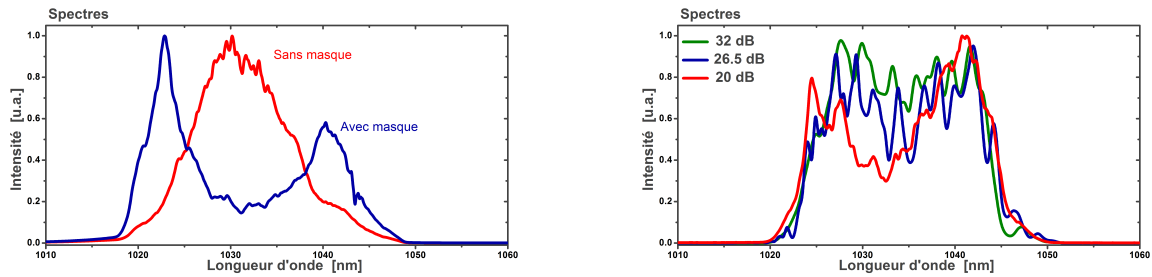 Spectres
Intensité [u.a.]
1.0
0.8
0.6
0.4
0.2
0.0
Sans masque
Avec masque
1010 1020 1030 1040 1050 1060
Longueur d'onde [nm]
Spectres
Intensité [u.a.]
1.0
0.8
0.6
0.4
0.2
0.0
32 dB
26.5 dB
20 dB
1010 1020 1030 1040 1050 1060
Longueur d'onde [nm]